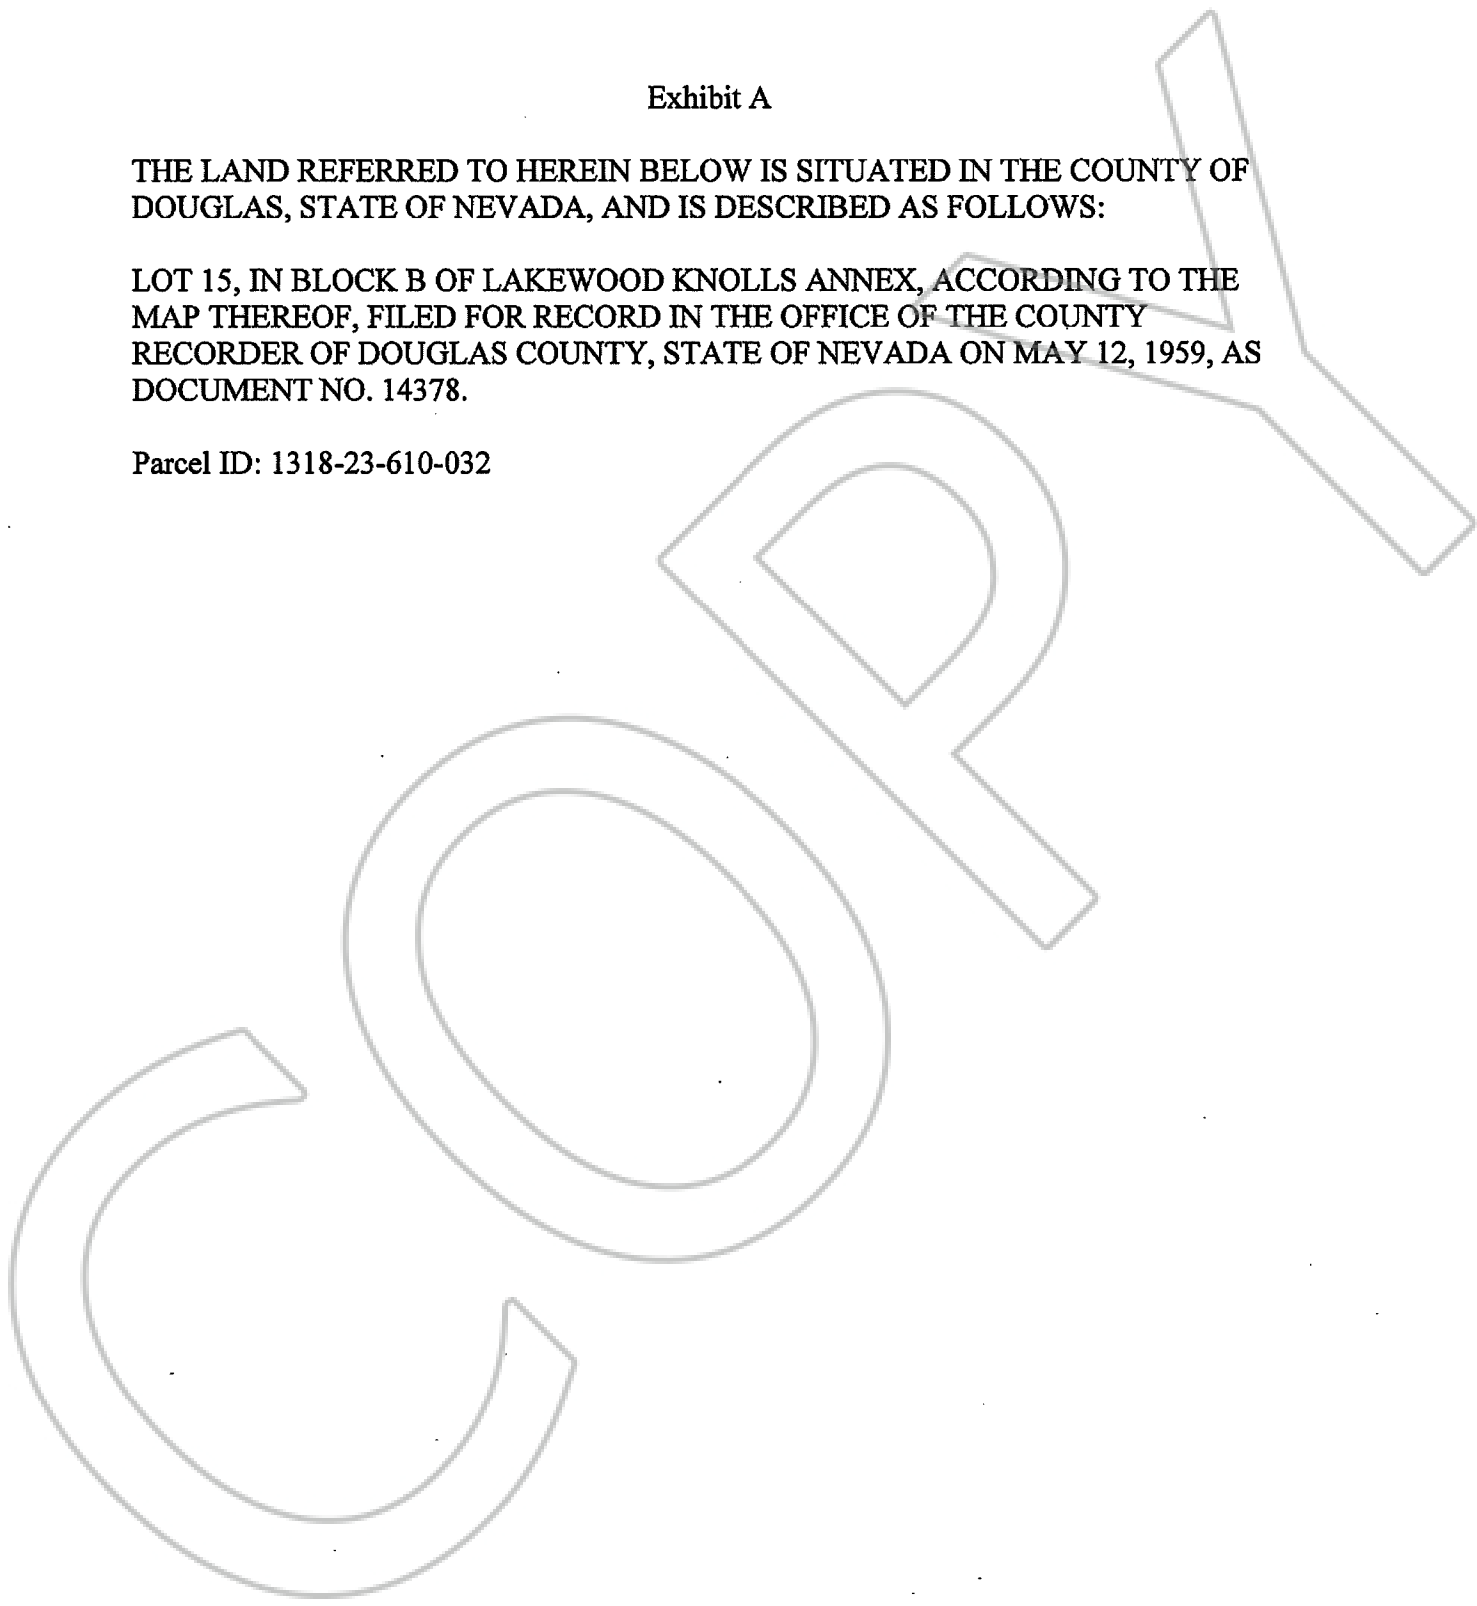 Exhibit A
THE LAND REFERRED TO HEREIN BELOW IS SITUATED IN THE COUNTY OF
DOUGLAS, STATE OF NEVADA, AND IS DESCRIBED AS FOLLOWS:
LOT 15, IN BLOCK B OF LAKEWOOD KNOLLS ANNEX, ACCORDING TO THE
MAP THEREOF, FILED FOR RECORD IN THE OFFICE OF THE COUNTY
RECORDER OF DOUGLAS COUNTY, STATE OF NEVADA ON MAY 12, 1959, AS
DOCUMENT NO. 14378.
Parcel ID: 1318-23-610-032
COPY